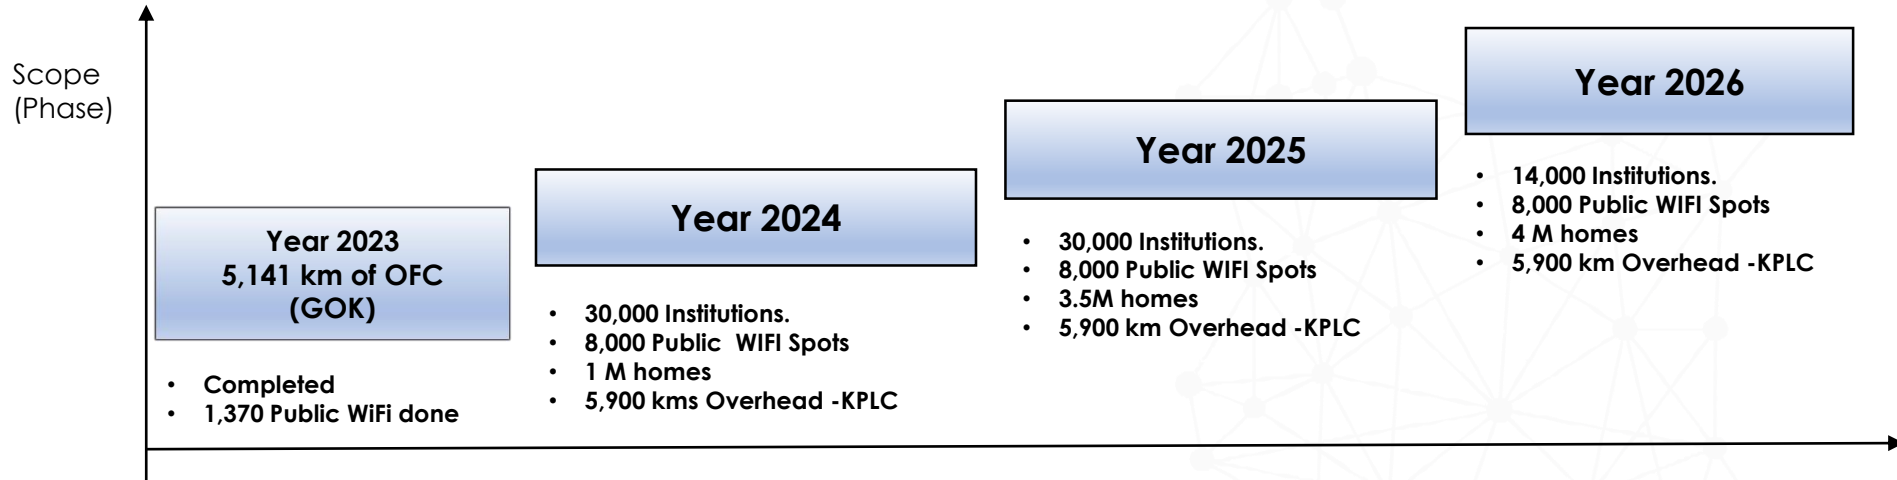 Scope
(Phase)
Year 2023
5,141 km of OFC
(GOK)
• Completed
• 1,370 Public WiFi done
Year 2024
• 30,000 Institutions.
• 8,000 Public WIFI Spots
• 1 M homes
• 5,900 kms Overhead -KPLC
Year 2025
• 30,000 Institutions.
• 8,000 Public WIFI Spots
• 3.5M homes
• 5,900 km Overhead -KPLC
Year 2026
• 14,000 Institutions.
• 8,000 Public WIFI Spots
• 4 M homes
• 5,900 km Overhead -KPLC